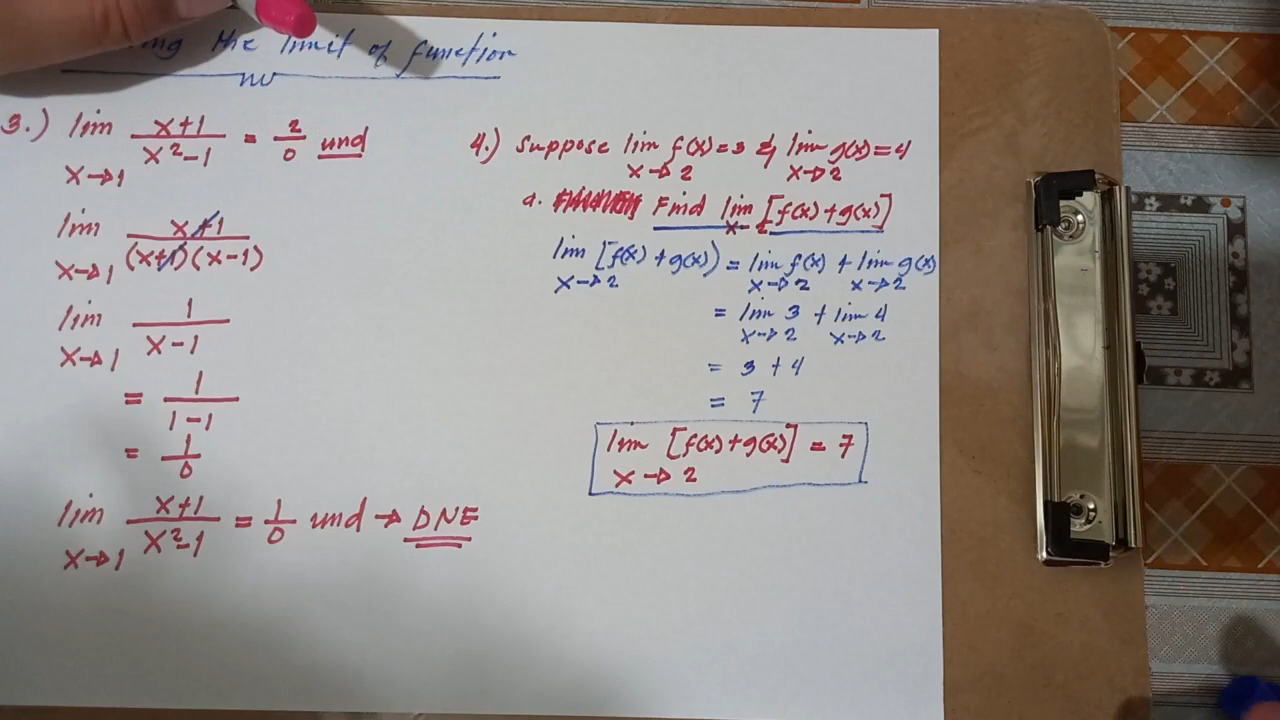 the limit of function
3.) lim x→1 x+1/x²-1 = 2/0 und
lim x→1 x+1/(x+1)(x-1)
lim x→1 1/x-1
= 1/1-1
= 1/0
lim x→1 x+1/x²-1 = 1/0 und → DNE
4.) Suppose lim x→2 f(x)=3 & lim x→2 g(x)=4
a. Find lim x→2 [f(x)+g(x)]
lim x→2 [f(x)+g(x)) = lim x→2 f(x) + lim x→2 g(x)
= lim x→2 3 + lim x→2 4
= 3+4
= 7
lim x→2 [f(x)+g(x)] = 7